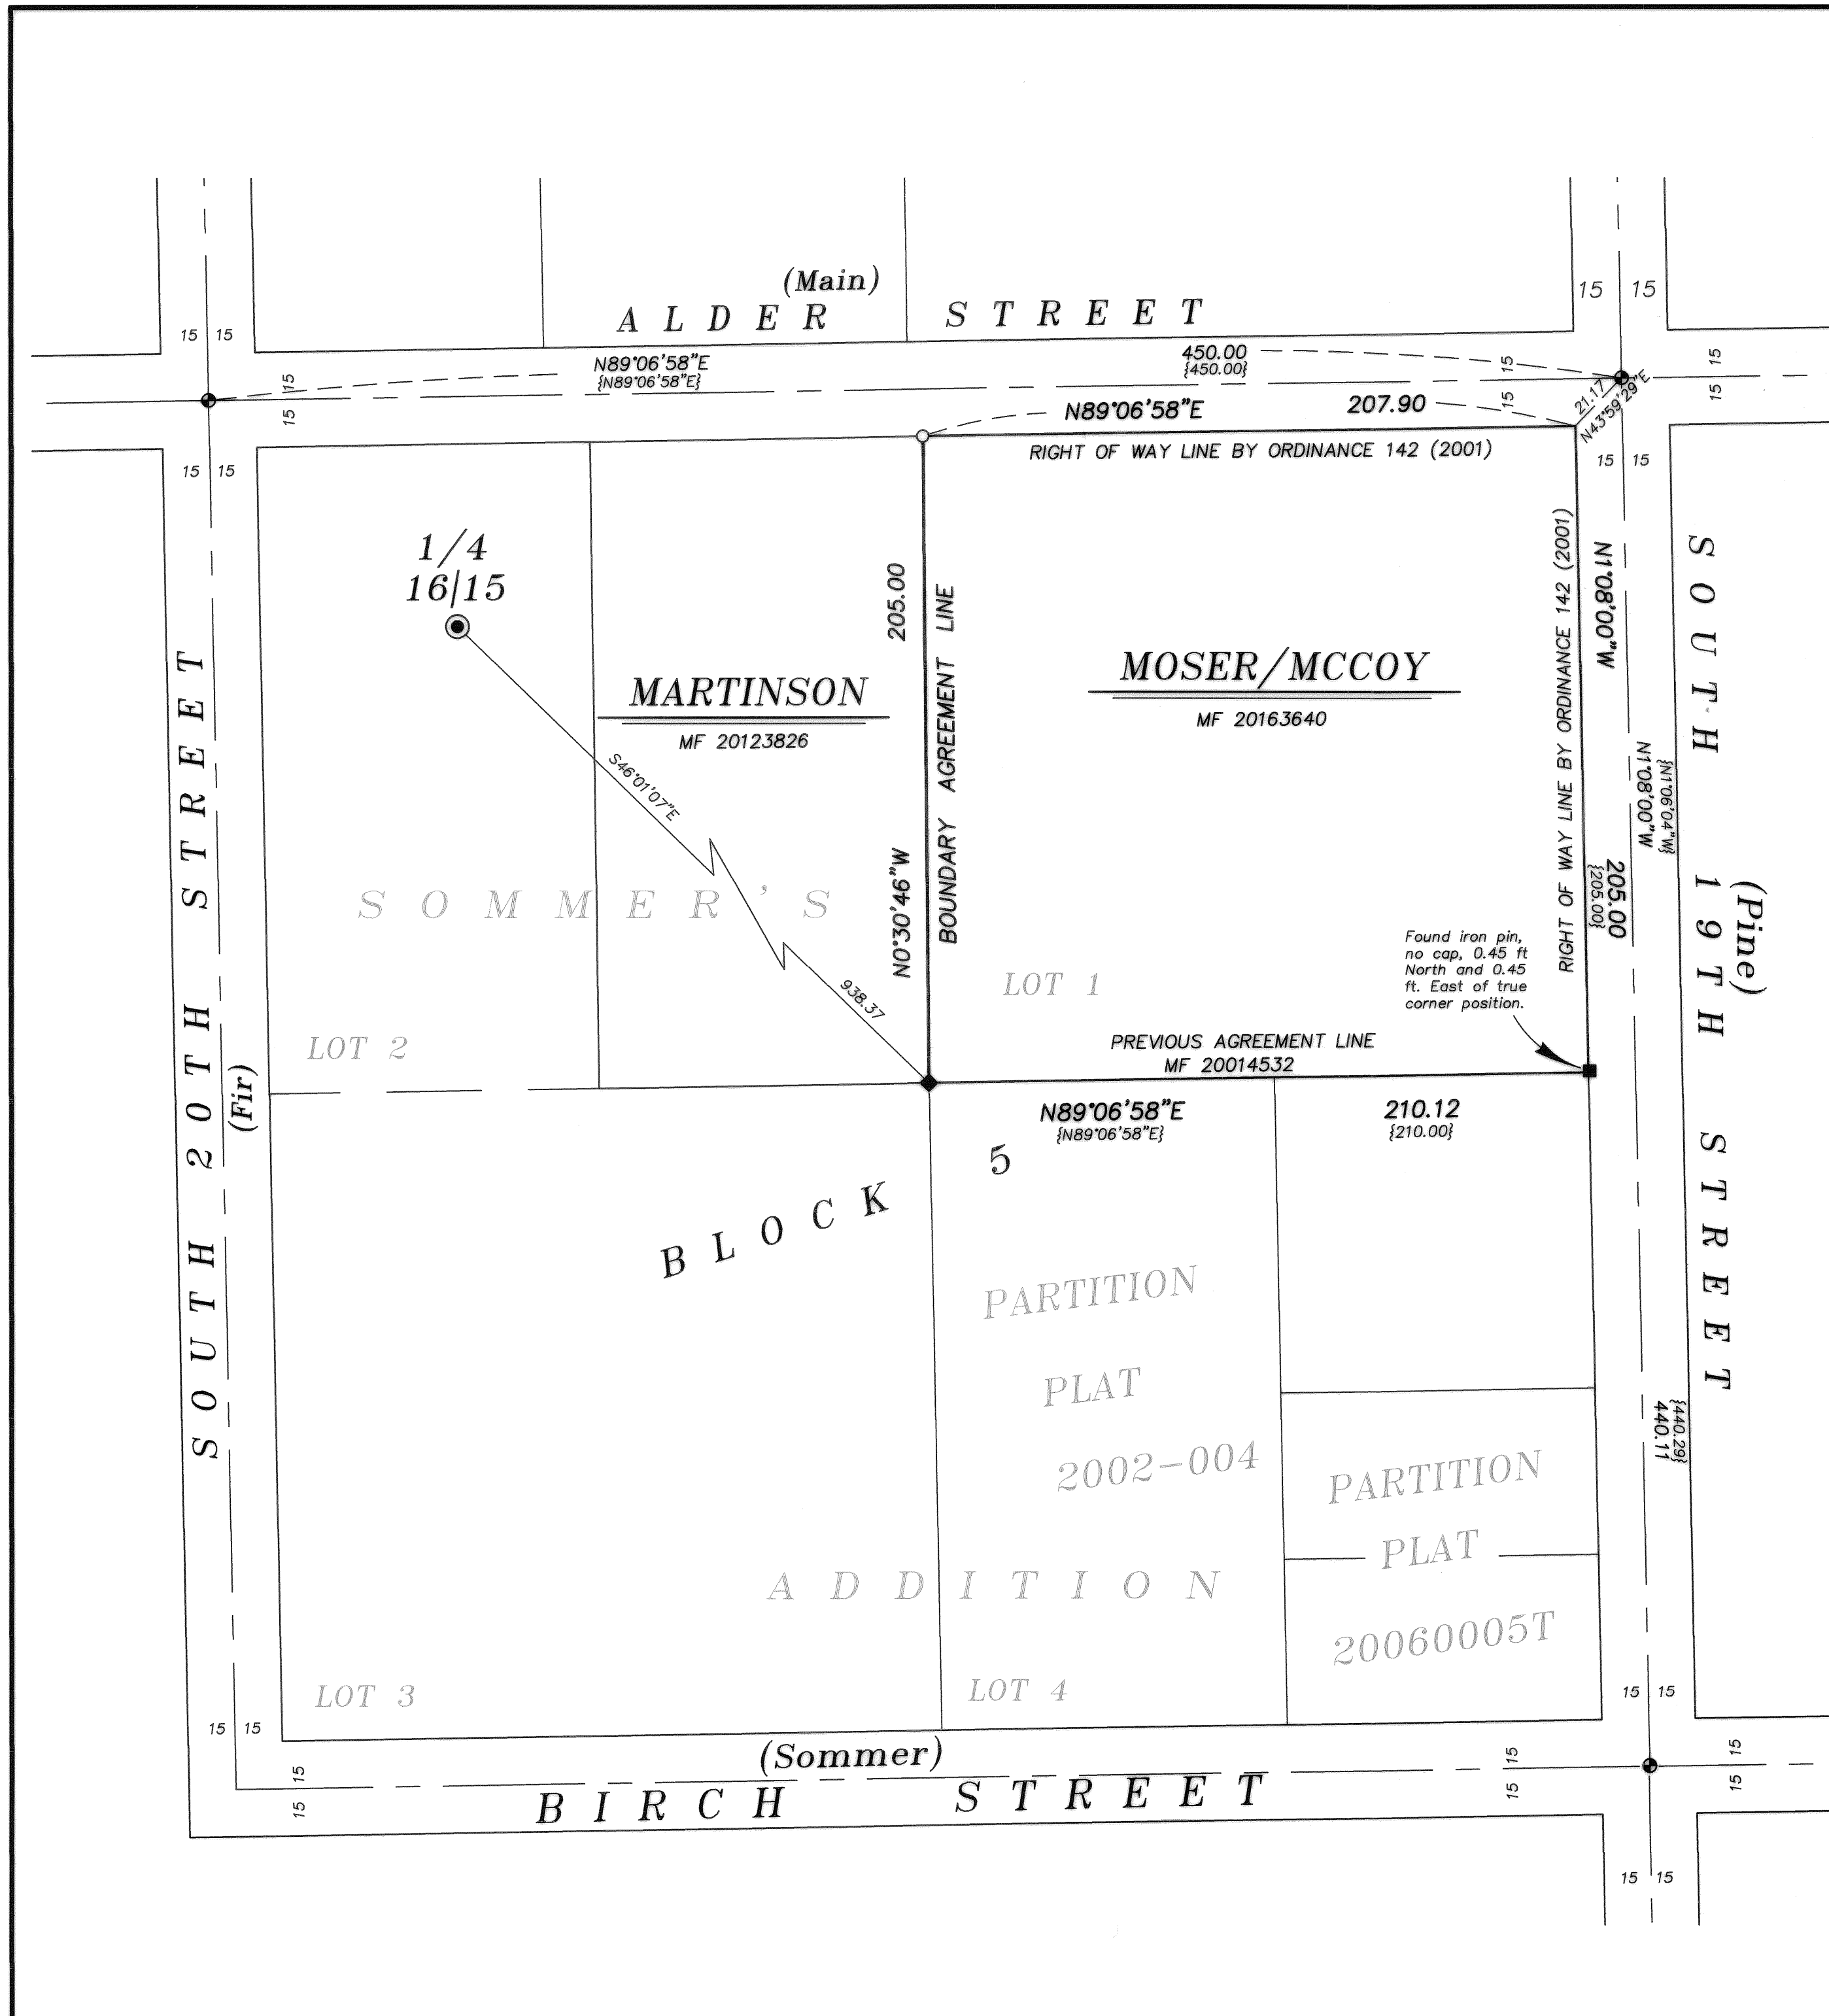 (Main)
ALDER STREET
15 15
15 15
N89°06'58"E
{N89°06'58"E}
450.00
{450.00}
15
15
15
15
15
15
N89°06'58"E 207.90
21.17
N43°59'29"E
RIGHT OF WAY LINE BY ORDINANCE 142 (2001)
15 15
15 15
1/4
16|15
MARTINSON
MF 20123826
S46°01'07"E
938.37
205.00
N0°30'46"W
BOUNDARY AGREEMENT LINE
MOSER/MCCOY
MF 20163640
RIGHT OF WAY LINE BY ORDINANCE 142 (2001)
N1°08'00"W
205.00
{205.00}
{N1°06'04"W}
N1°08'00"W
{440.29}
440.11
SOUTH 19TH STREET
(Pine)
SOUTH 20TH STREET
(Fir)
SOMMER'S
LOT 2
LOT 1
Found iron pin,
no cap, 0.45 ft
North and 0.45
ft. East of true
corner position.
PREVIOUS AGREEMENT LINE
MF 20014532
N89°06'58"E
{N89°06'58"E}
210.12
{210.00}
BLOCK 5
PARTITION
PLAT
2002-004
PARTITION
PLAT
20060005T
ADDITION
LOT 3
LOT 4
15 15
15 15
(Sommer)
BIRCH STREET
15
15
15
15
15
15
15 15